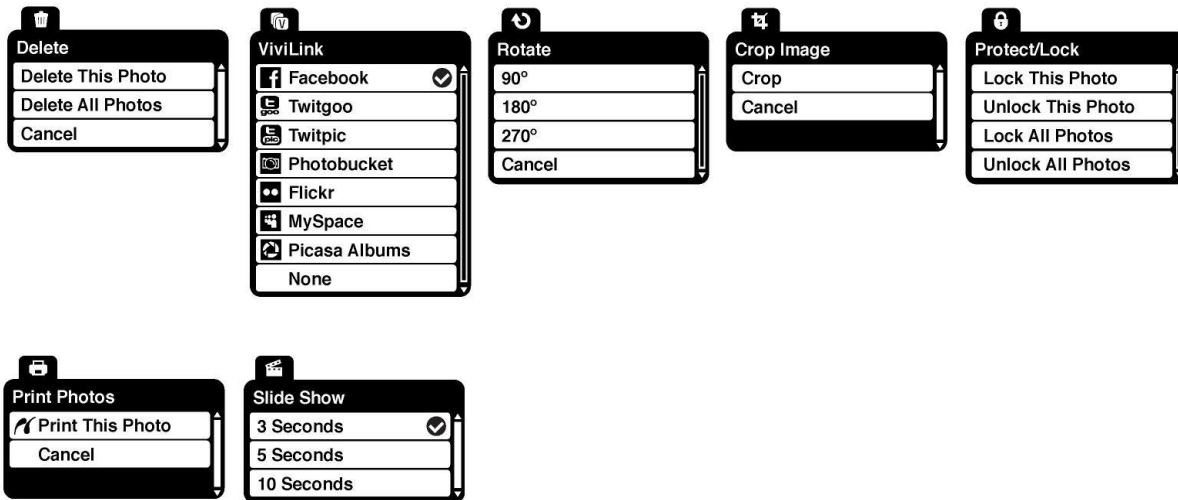 Delete
Delete This Photo
Delete All Photos
Cancel
ViviLink
Facebook
Twitgoo
Twitpic
Photobucket
Flickr
MySpace
Picasa Albums
None
Rotate
90°
180°
270°
Cancel
Crop Image
Crop
Cancel
Protect/Lock
Lock This Photo
Unlock This Photo
Lock All Photos
Unlock All Photos
Print Photos
Print This Photo
Cancel
Slide Show
3 Seconds
5 Seconds
10 Seconds